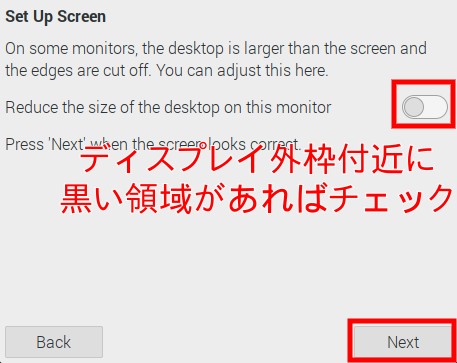 Set Up Screen
On some monitors, the desktop is larger than the screen and
the edges are cut off. You can adjust this here.
Reduce the size of the desktop on this monitor
Press 'Next' when the screen looks correct.
ディスプレイ外枠付近に
黒い領域があればチェック
Back
Next